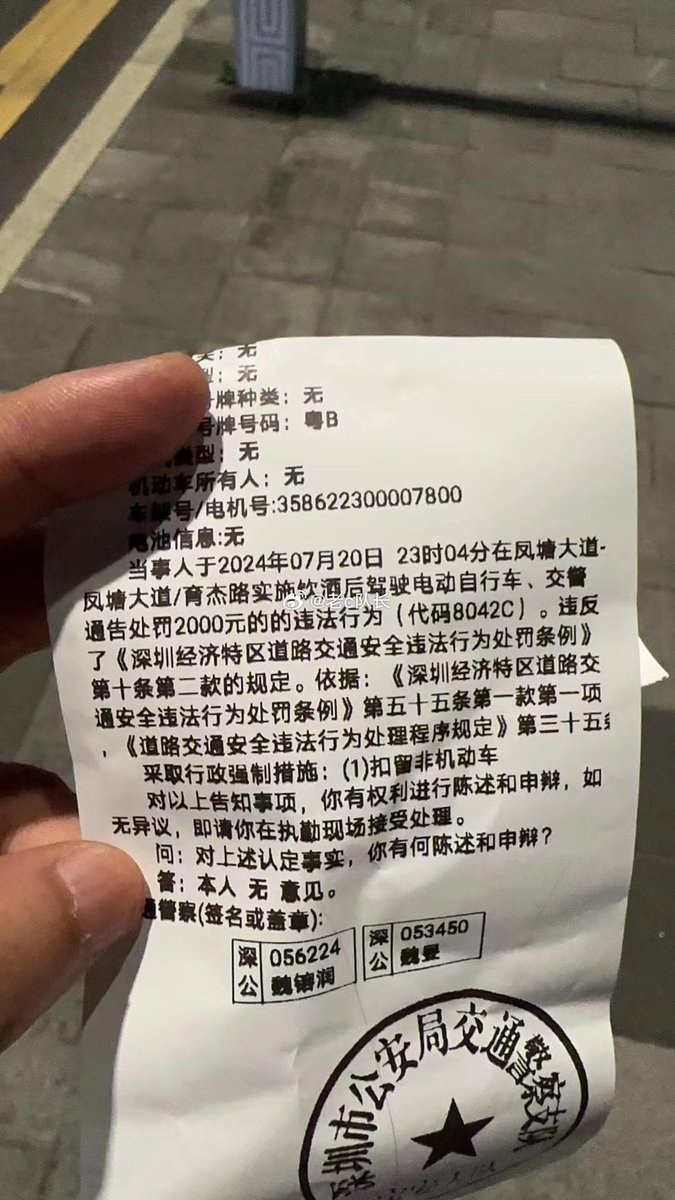 类：无
型：无
号牌种类：无
号牌号码：粤B
类型：无
机动车所有人：无
车架号/电机号:358622300007800
电池信息:无
当事人于2024年07月20日 23时04分在凤塘大道-
凤塘大道/育杰路实施饮酒后驾驶电动自行车、交警
通告处罚2000元的的违法行为（代码8042C）。违反
了《深圳经济特区道路交通安全违法行为处罚条例》
第十条第二款的规定。依据：《深圳经济特区道路交
通安全违法行为处罚条例》第五十五条第一款第一项
，《道路交通安全违法行为处理程序规定》第三十五条
采取行政强制措施：(1)扣留非机动车
对以上告知事项，你有权利进行陈述和申辩，如
无异议，即请你在执勤现场接受处理。
问：对上述认定事实，你有何陈述和申辩？
答：本人 无 意见。
通警察(签名或盖章):
深公 056224 魏镇润
深公 053450 魏旻
深圳市公安局交通警察支队
@老c队长